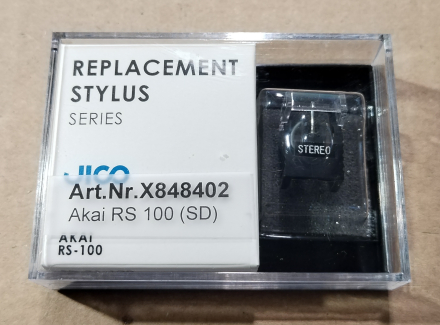 REPLACEMENT
STYLUS
SERIES
JICO
Art.Nr.X848402
Akai RS 100 (SD)
AKAI
RS-100
STEREO